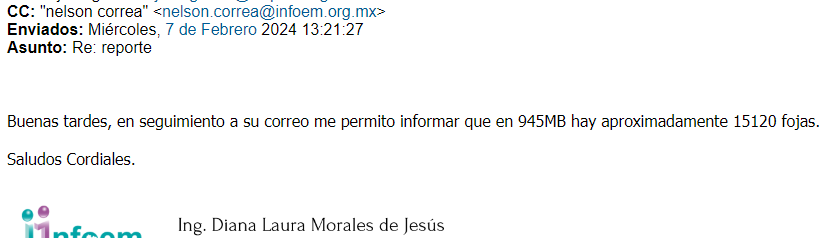 CC: "nelson correa" <nelson.correa@infoem.org.mx>
Enviados: Miércoles, 7 de Febrero 2024 13:21:27
Asunto: Re: reporte
Buenas tardes, en seguimiento a su correo me permito informar que en 945MB hay aproximadamente 15120 fojas.
Saludos Cordiales.
infoem
Ing. Diana Laura Morales de Jesús